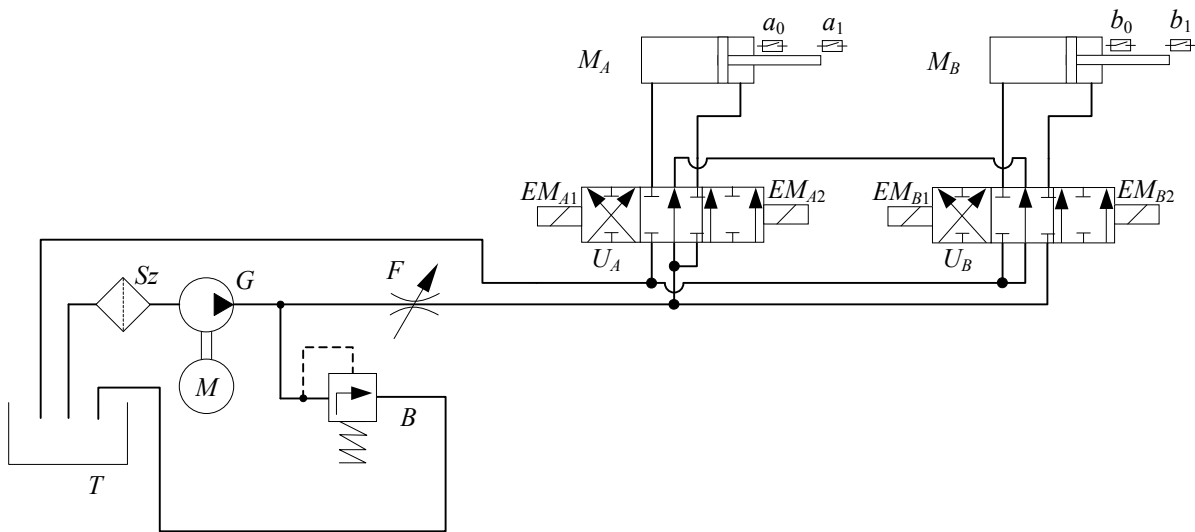 a0 a1 b0 b1
MA MB
EMA1 EMA2 EMB1 EMB2
UA UB
Sz G F
M
B
T